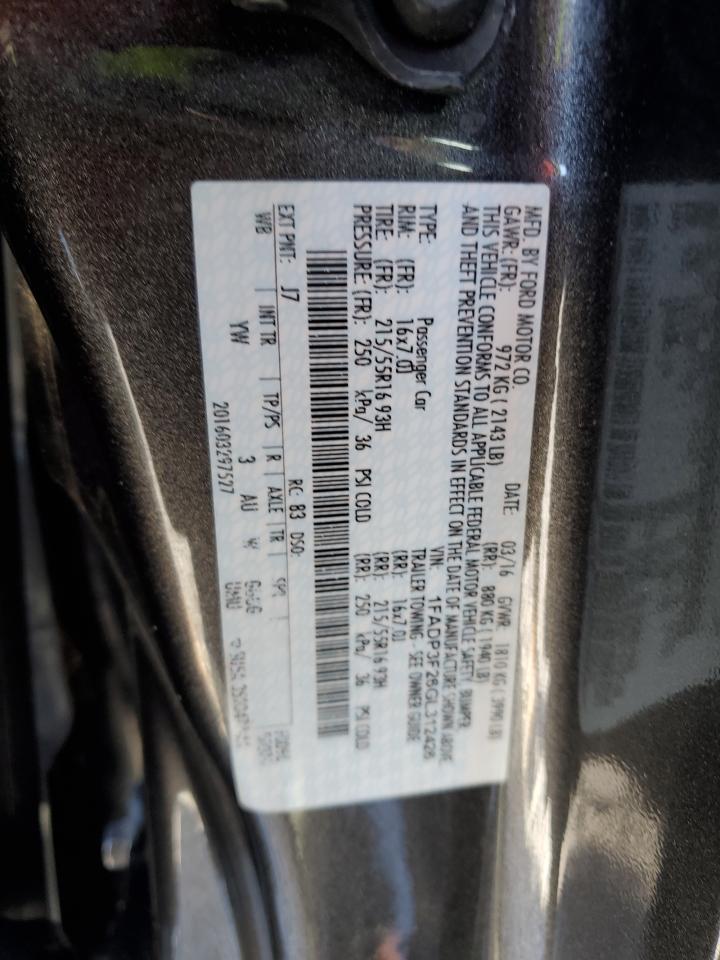 MFD. BY FORD MOTOR CO.
DATE: 03/16 GVWR: 1810 KG ( 3990 LB)
GAWR: (FR): 972 KG ( 2143 LB) (RR): 880 KG ( 1940 LB)
THIS VEHICLE CONFORMS TO ALL APPLICABLE FEDERAL MOTOR VEHICLE SAFETY, BUMPER
AND THEFT PREVENTION STANDARDS IN EFFECT ON THE DATE OF MANUFACTURE SHOWN ABOVE
VIN: 1FADP3F28GL312428
TYPE: Passenger Car TRAILER TOWING - SEE OWNER GUIDE
RIM: (FR): 16x7.0J (RR): 16x7.0J
TIRE: (FR): 215/55R16 93H (RR): 215/55R16 93H
PRESSURE (FR): 250 kPa/ 36 PSI COLD (RR): 250 kPa/ 36 PSI COLD
RC: 83 DSO:
EXT PNT: J7
WB | INT TR | TP/PS | R | AXLE | TR | SPR |
YW 3 AU
201603297527